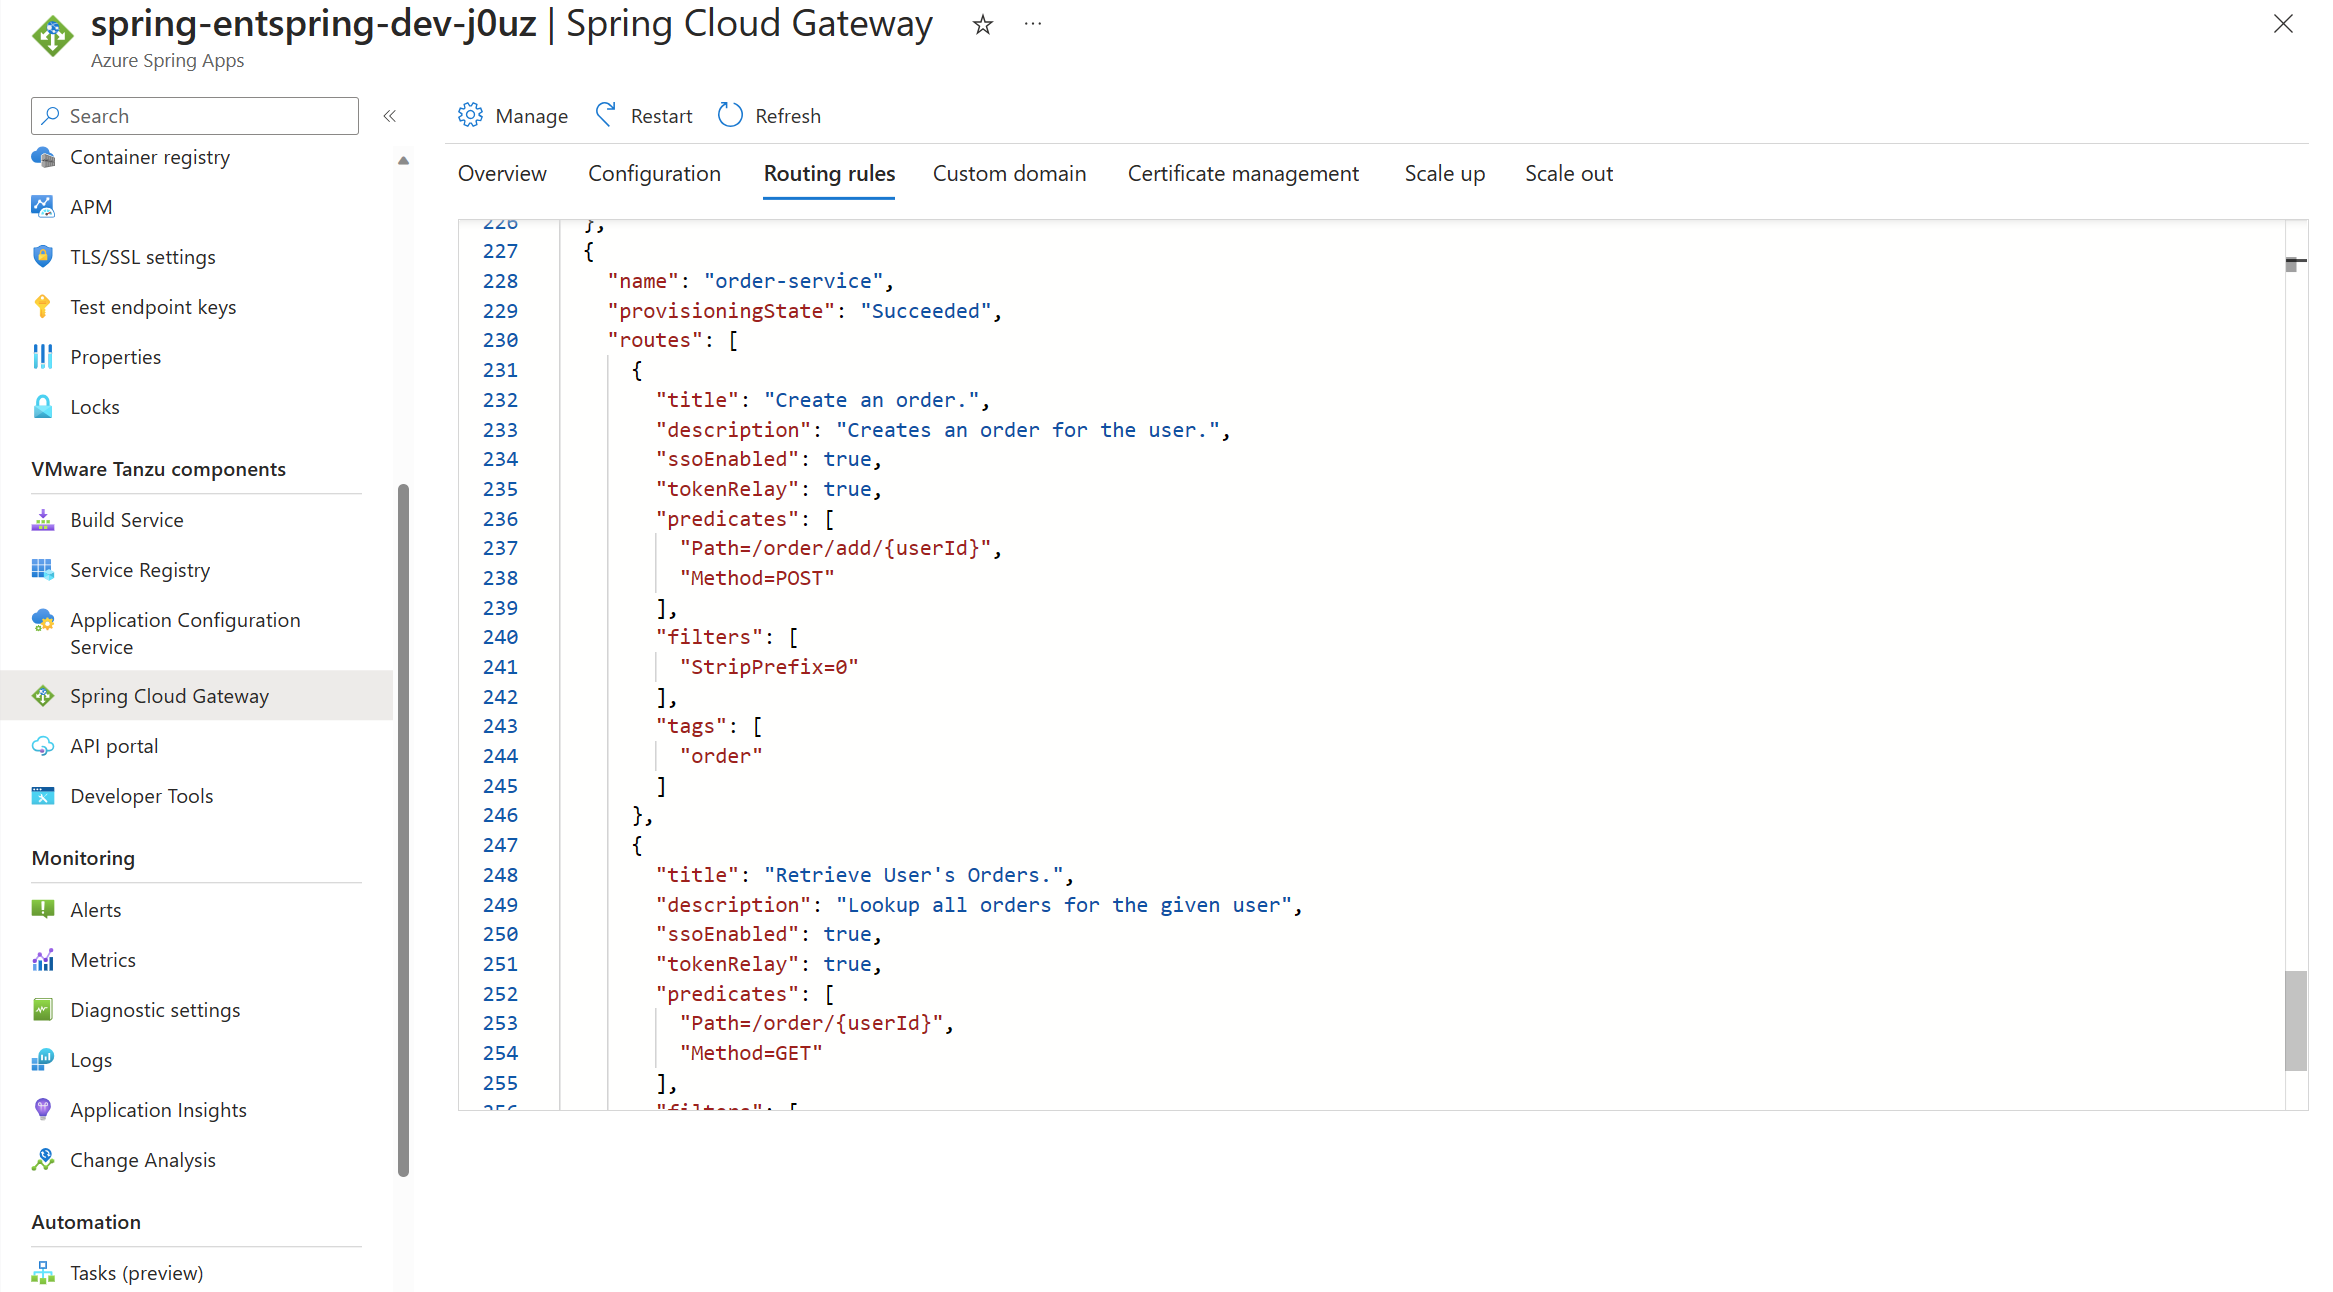 spring-entspring-dev-j0uz | Spring Cloud Gateway
Azure Spring Apps
Search
Container registry
APM
TLS/SSL settings
Test endpoint keys
Properties
Locks
VMware Tanzu components
Build Service
Service Registry
Application Configuration
Service
Spring Cloud Gateway
API portal
Developer Tools
Monitoring
Alerts
Metrics
Diagnostic settings
Logs
Application Insights
Change Analysis
Automation
Tasks (preview)
Manage Restart Refresh
Overview Configuration Routing rules Custom domain Certificate management Scale up Scale out
226 },
227 {
228 "name": "order-service",
229 "provisioningState": "Succeeded",
230 "routes": [
231 {
232 "title": "Create an order.",
233 "description": "Creates an order for the user.",
234 "ssoEnabled": true,
235 "tokenRelay": true,
236 "predicates": [
237 "Path=/order/add/{userId}",
238 "Method=POST"
239 ],
240 "filters": [
241 "StripPrefix=0"
242 ],
243 "tags": [
244 "order"
245 ]
246 },
247 {
248 "title": "Retrieve User's Orders.",
249 "description": "Lookup all orders for the given user",
250 "ssoEnabled": true,
251 "tokenRelay": true,
252 "predicates": [
253 "Path=/order/{userId}",
254 "Method=GET"
255 ],
256 "filters": [